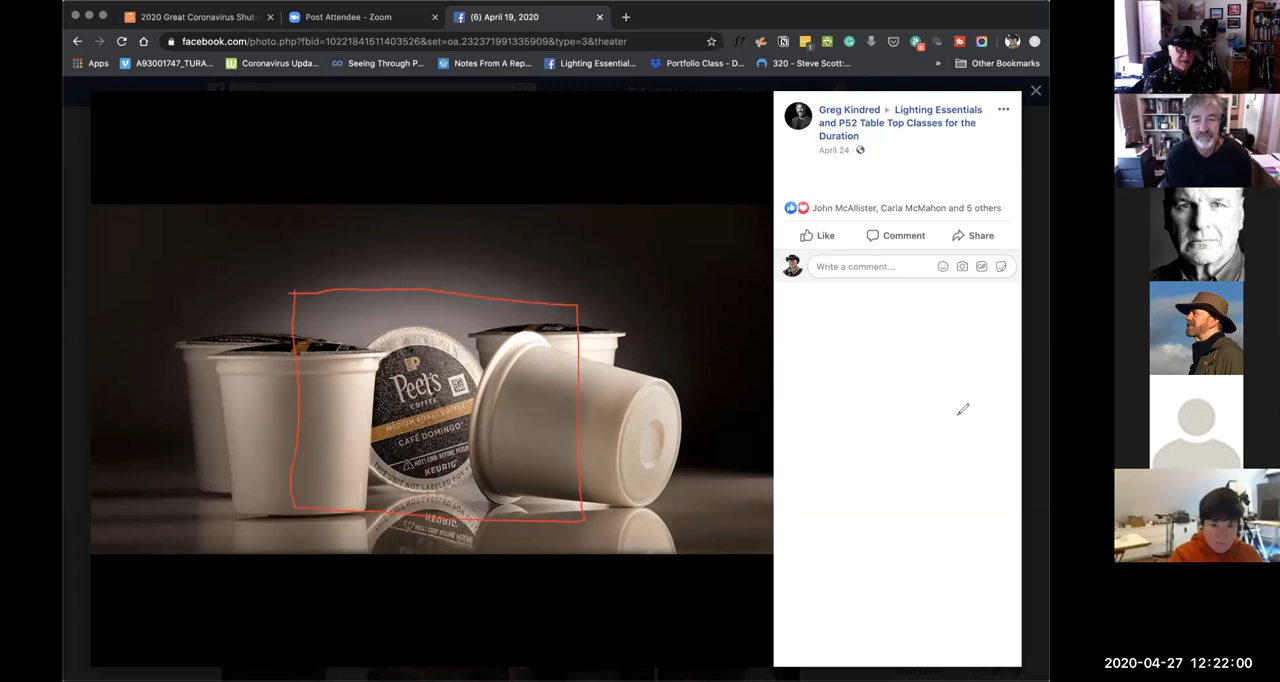 2020 Great Coronavirus Shut-
Post Attendee - Zoom
(6) April 19, 2020
facebook.com/photo.php?fbid=10221841511403526&set=oa.232371991335909&type=3&theater
Apps
A93001747_TURA...
Coronavirus Upda...
Seeing Through P...
Notes From A Rep...
Lighting Essential...
Portfolio Class - D...
320 - Steve Scott:...
»
Other Bookmarks
Greg Kindred ▸ Lighting Essentials
and P52 Table Top Classes for the
Duration
April 24 ·
John McAllister, Carla McMahon and 5 others
Like
Comment
Share
Write a comment...
GIF
Peet's
COFFEE
MEDIUM ROAST COFFEE
CAFÉ DOMINGO
KEURIG
2020-04-27 12:22:00